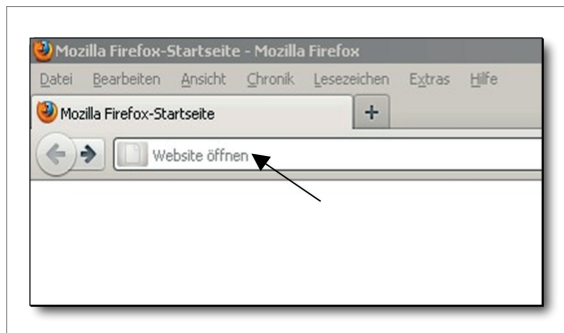 Mozilla Firefox-Startseite - Mozilla Firefox
Datei Bearbeiten Ansicht Chronik Lesezeichen Extras Hilfe
Mozilla Firefox-Startseite +
Website öffnen